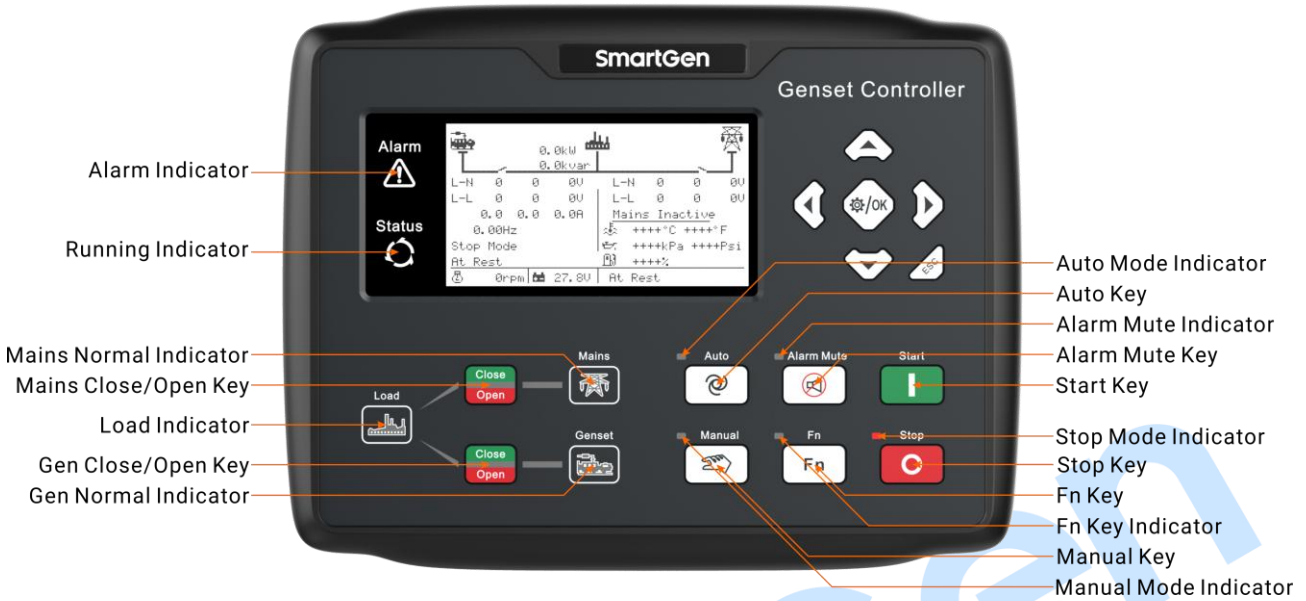 SmartGen
Genset Controller
Alarm
Status
0.0kW
0.0kvar
L-N 0 0 0V
L-L 0 0 0V
0.0 0.0 0.0A
0.00Hz
Stop Mode
At Rest
L-N 0 0 0V
L-L 0 0 0V
Mains Inactive
++++°C ++++°F
++++kPa ++++Psi
++++%
0rpm 27.8V At Rest
⚙/OK
ESC
Alarm Indicator
Running Indicator
Mains Normal Indicator
Mains Close/Open Key
Load Indicator
Gen Close/Open Key
Gen Normal Indicator
Load
Close
Open
Mains
Close
Open
Genset
Auto
Alarm Mute
Start
Manual
Fn
Fn
Stop
Auto Mode Indicator
Auto Key
Alarm Mute Indicator
Alarm Mute Key
Start Key
Stop Mode Indicator
Stop Key
Fn Key
Fn Key Indicator
Manual Key
Manual Mode Indicator